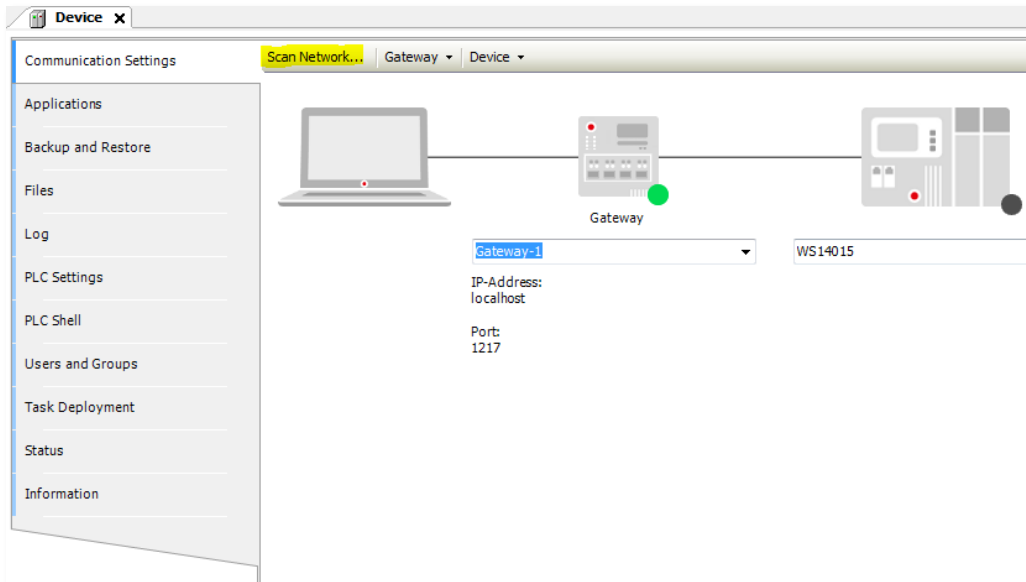 Device
Communication Settings
Scan Network...
Gateway
Device
Applications
Backup and Restore
Files
Log
PLC Settings
PLC Shell
Users and Groups
Task Deployment
Status
Information
Gateway
Gateway-1
WS14015
IP-Address:
localhost
Port:
1217